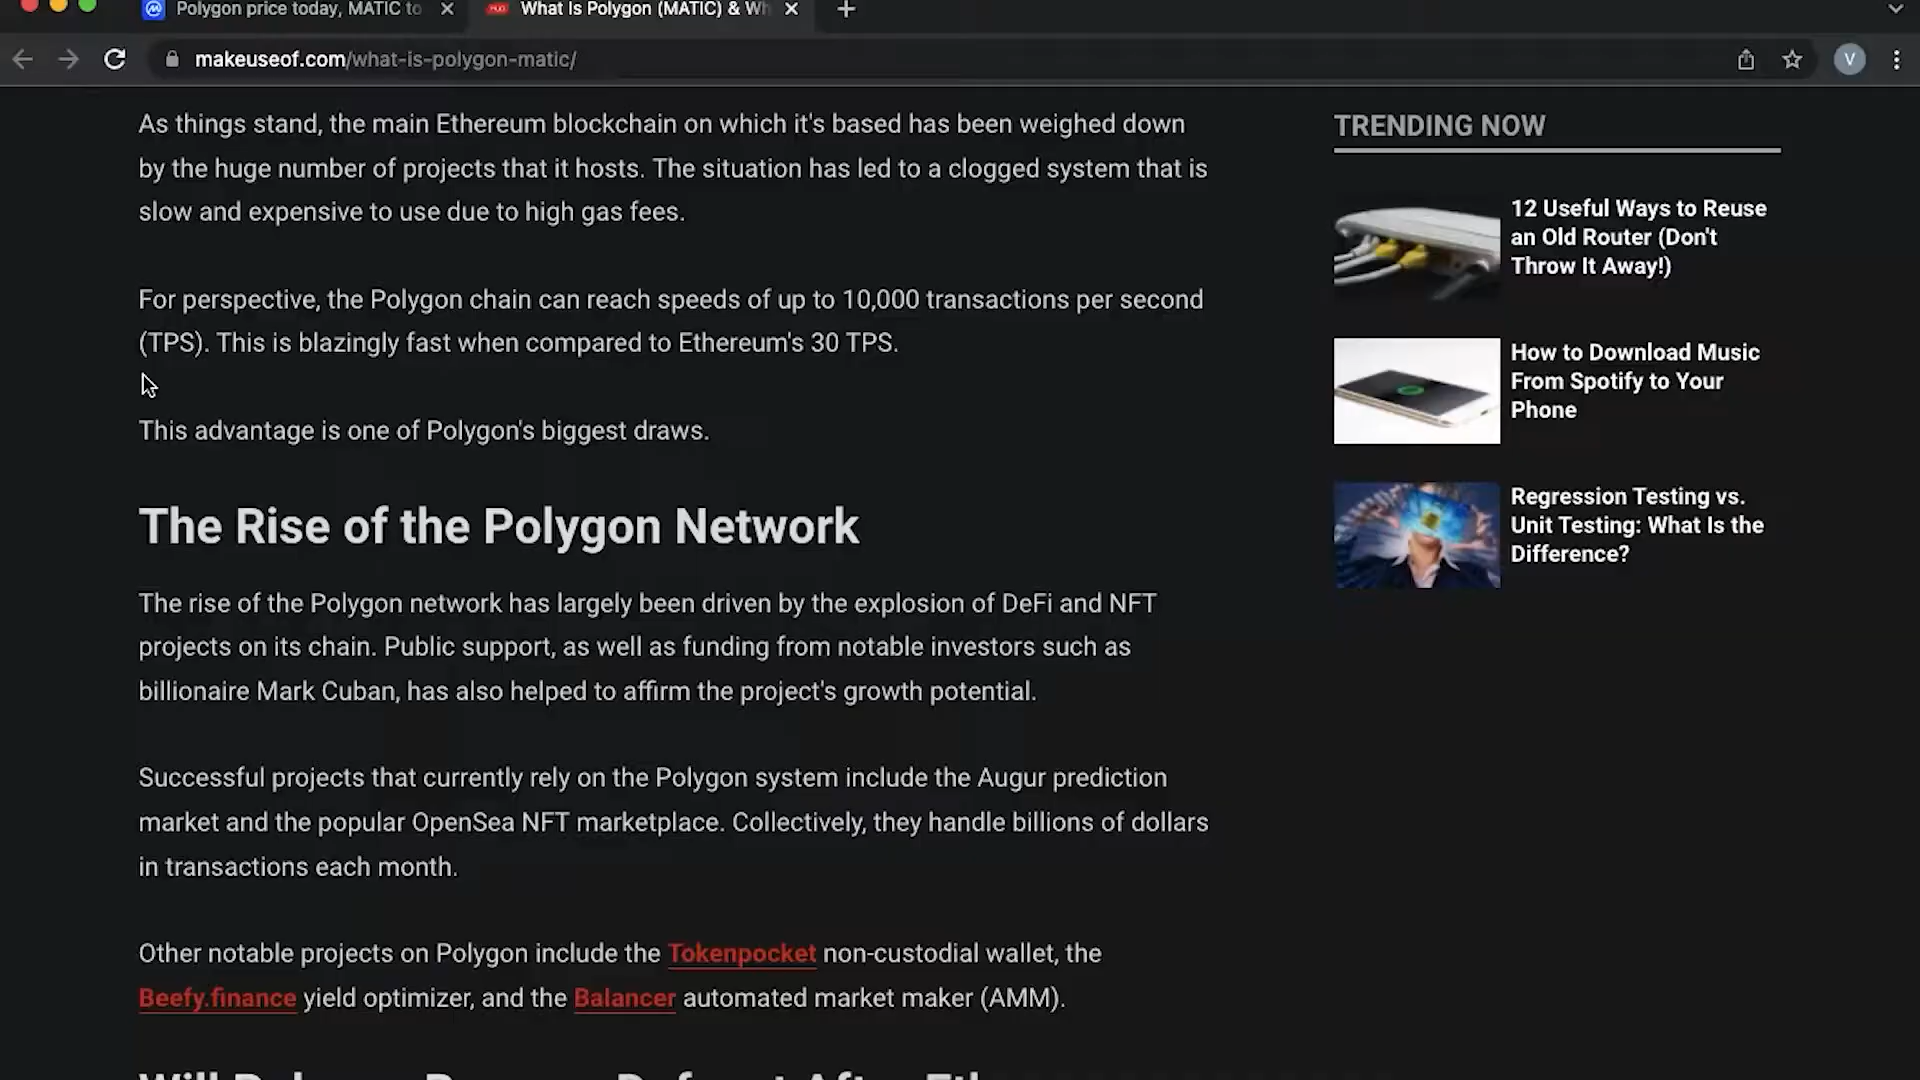 Polygon price today, MATIC to
What Is Polygon (MATIC) & Wh
makeuseof.com/what-is-polygon-matic/
V
As things stand, the main Ethereum blockchain on which it's based has been weighed down
by the huge number of projects that it hosts. The situation has led to a clogged system that is
slow and expensive to use due to high gas fees.
For perspective, the Polygon chain can reach speeds of up to 10,000 transactions per second
(TPS). This is blazingly fast when compared to Ethereum's 30 TPS.
This advantage is one of Polygon's biggest draws.
The Rise of the Polygon Network
The rise of the Polygon network has largely been driven by the explosion of DeFi and NFT
projects on its chain. Public support, as well as funding from notable investors such as
billionaire Mark Cuban, has also helped to affirm the project's growth potential.
Successful projects that currently rely on the Polygon system include the Augur prediction
market and the popular OpenSea NFT marketplace. Collectively, they handle billions of dollars
in transactions each month.
Other notable projects on Polygon include the Tokenpocket non-custodial wallet, the
Beefy.finance yield optimizer, and the Balancer automated market maker (AMM).
TRENDING NOW
12 Useful Ways to Reuse
an Old Router (Don't
Throw It Away!)
How to Download Music
From Spotify to Your
Phone
Regression Testing vs.
Unit Testing: What Is the
Difference?